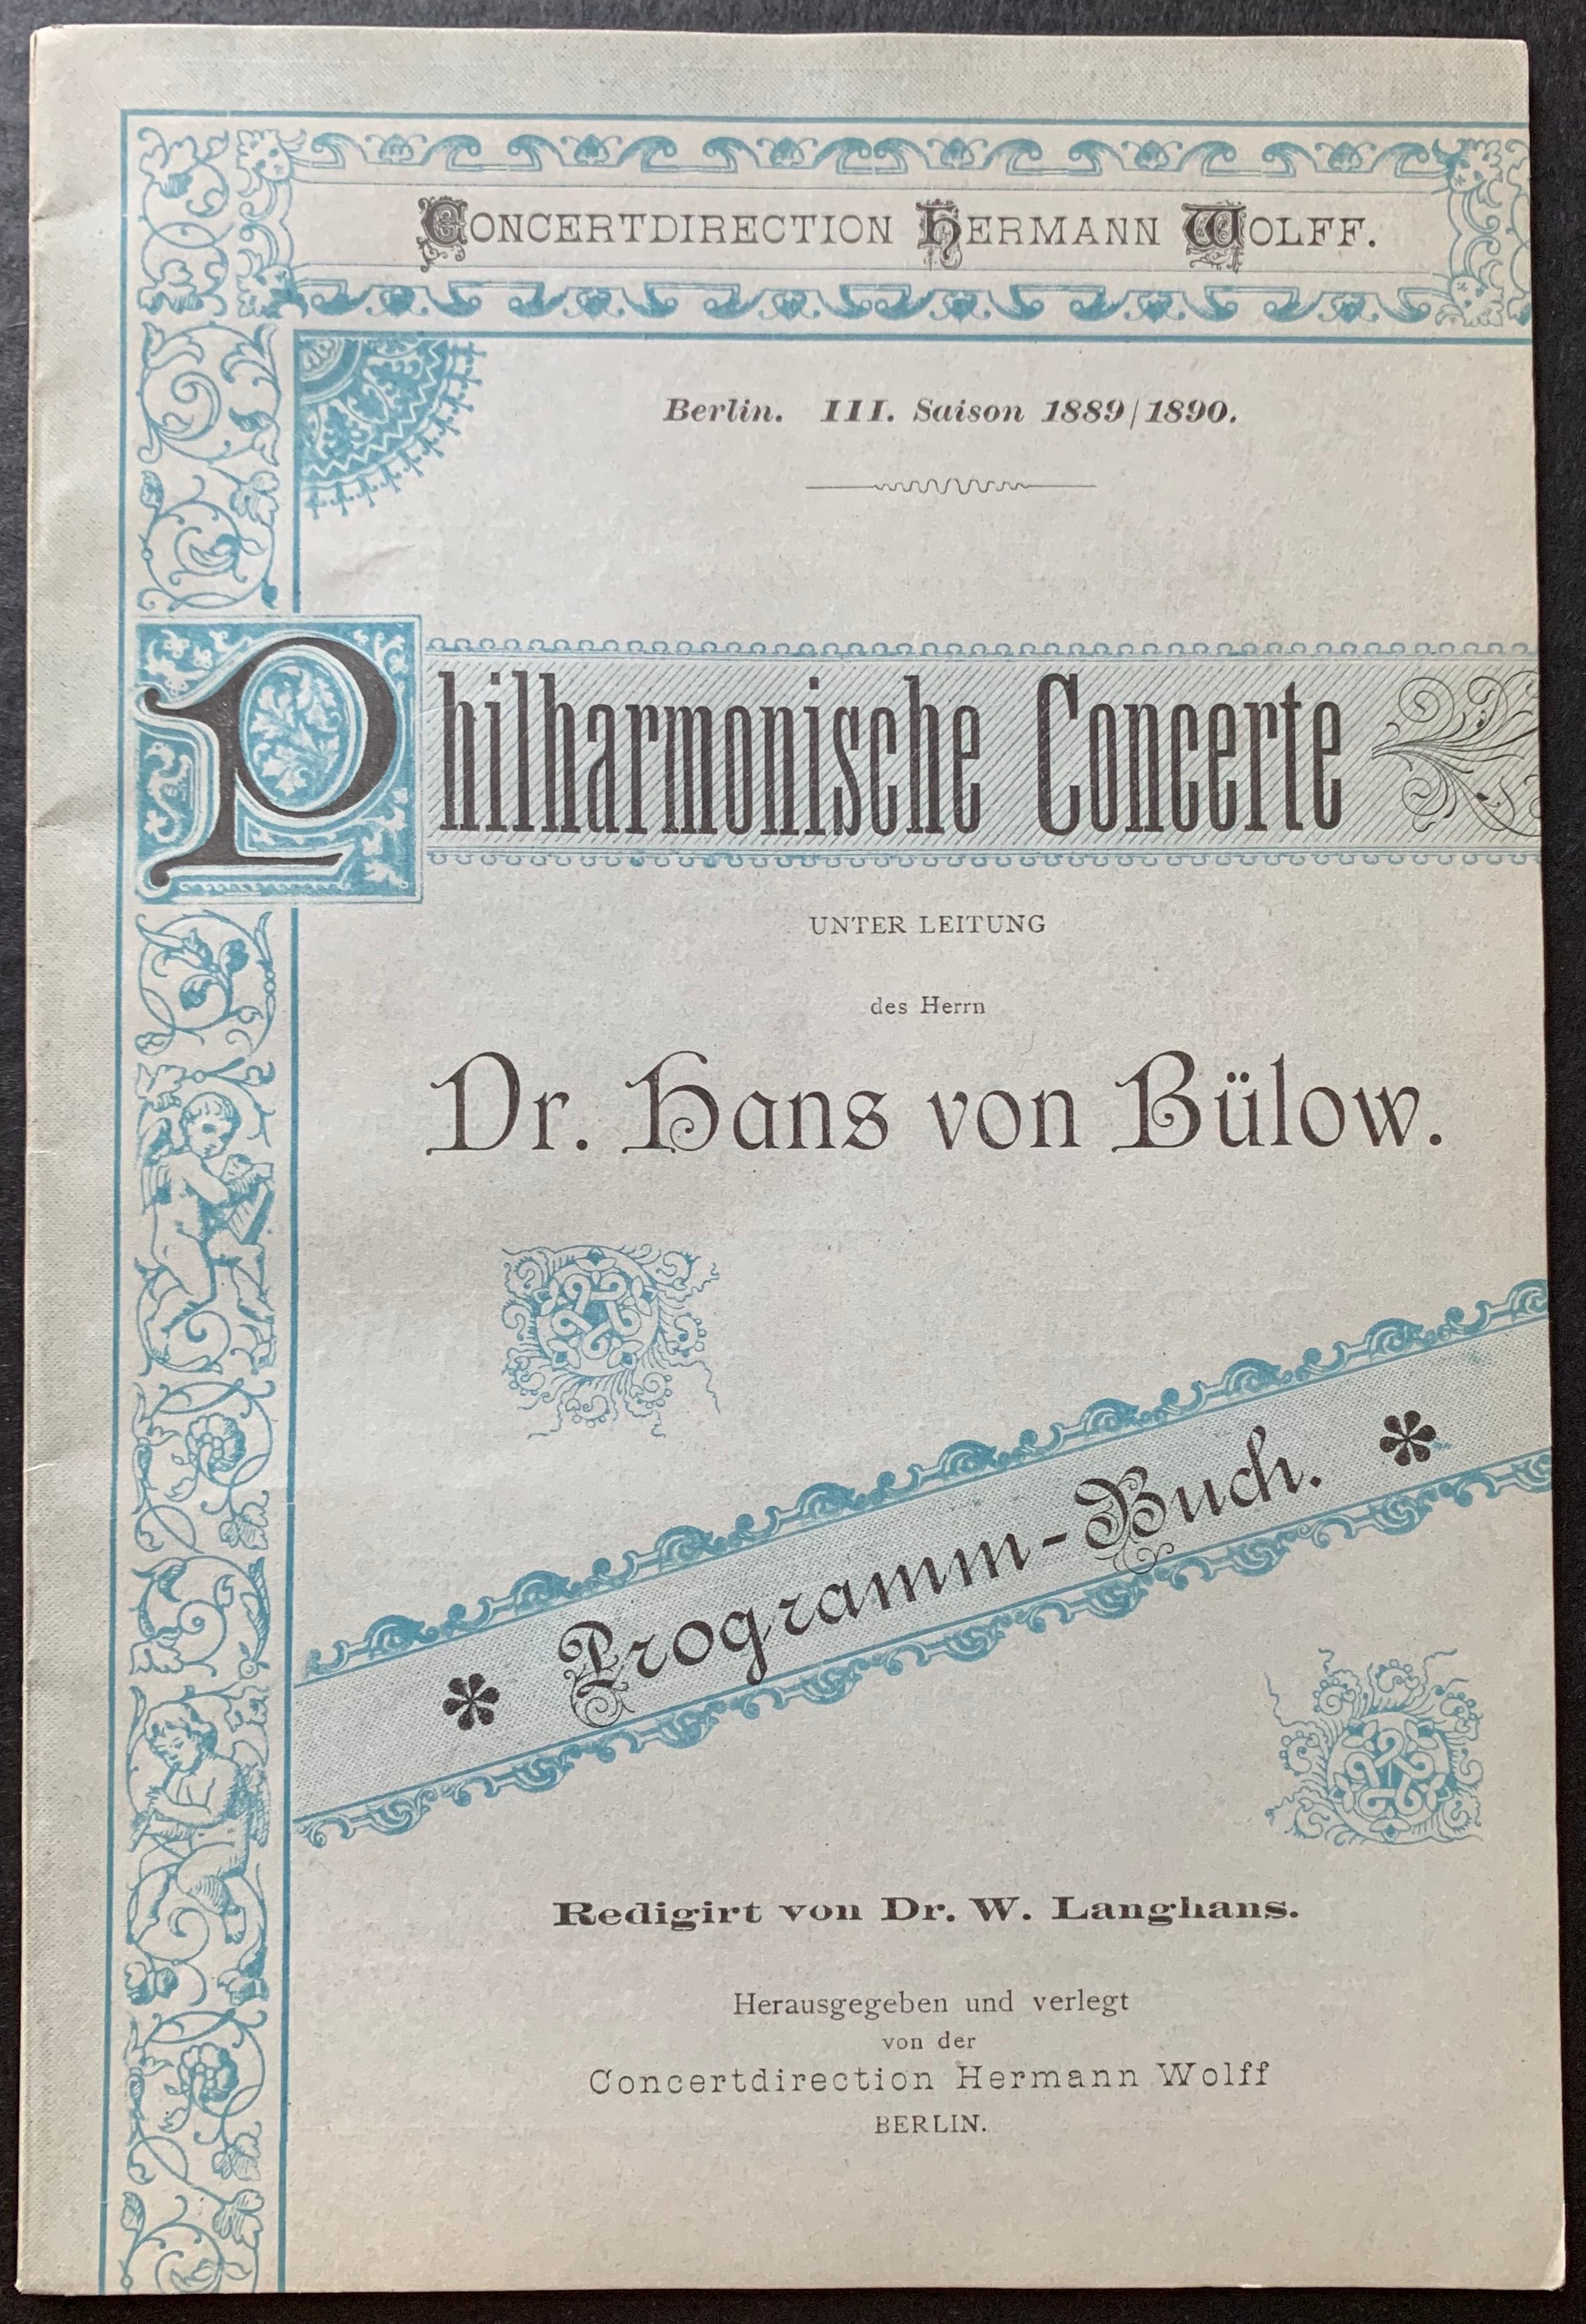 CONCERTDIRECTION HERMANN WOLFF.
Berlin. III. Saison 1889/1890.
Philharmonische Concerte
UNTER LEITUNG
des Herrn
Dr. Hans von Bülow.
* Programm-Buch. *
Redigirt von Dr. W. Langhans.
Herausgegeben und verlegt
von der
Concertdirection Hermann Wolff
BERLIN.